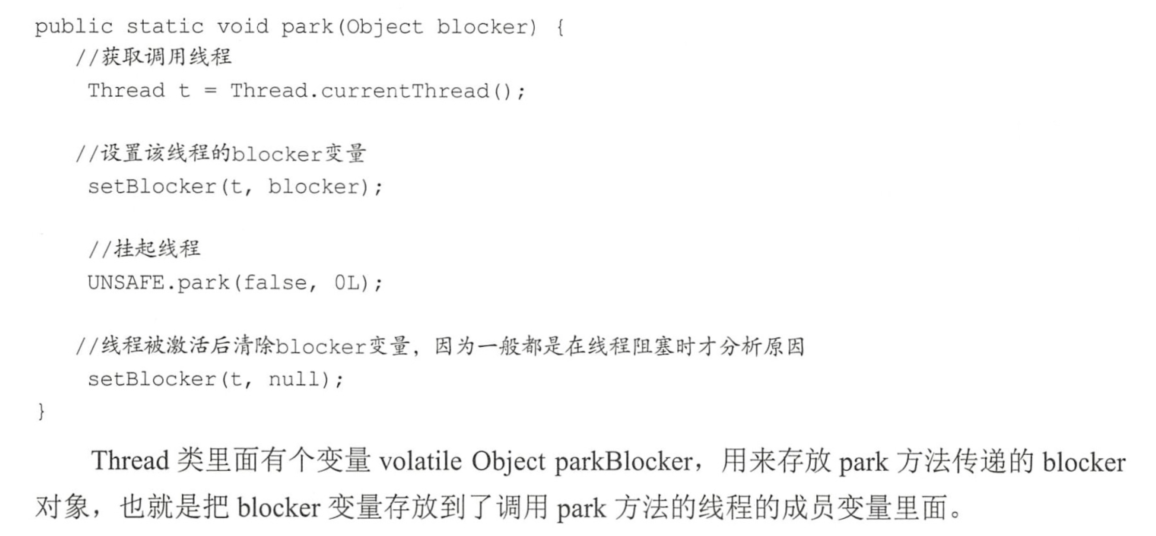 public static void park(Object blocker) {
//获取调用线程
Thread t = Thread.currentThread();
//设置该线程的blocker变量
setBlocker(t, blocker);
//挂起线程
UNSAFE.park(false, 0L);
//线程被激活后清除blocker变量，因为一般都是在线程阻塞时才分析原因
setBlocker(t, null);
}
Thread 类里面有个变量 volatile Object parkBlocker，用来存放 park 方法传递的 blocker
对象，也就是把 blocker 变量存放到了调用 park 方法的线程的成员变量里面。